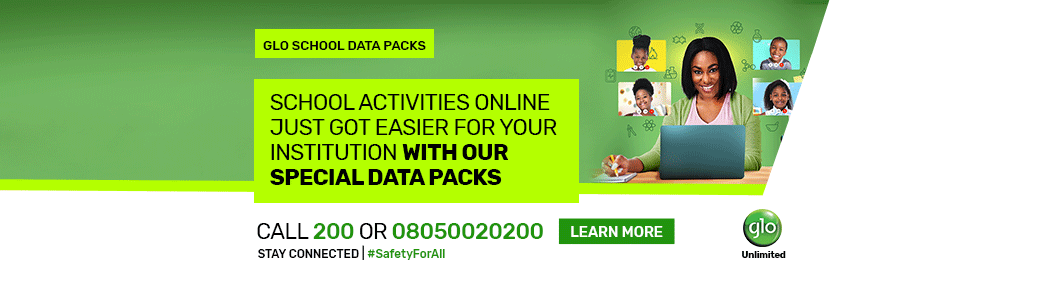 GLO SCHOOL DATA PACKS
SCHOOL ACTIVITIES ONLINE
JUST GOT EASIER FOR YOUR
INSTITUTION WITH OUR
SPECIAL DATA PACKS
CALL 200 OR 08050020200
LEARN MORE
STAY CONNECTED | #SafetyForAll
glo
Unlimited